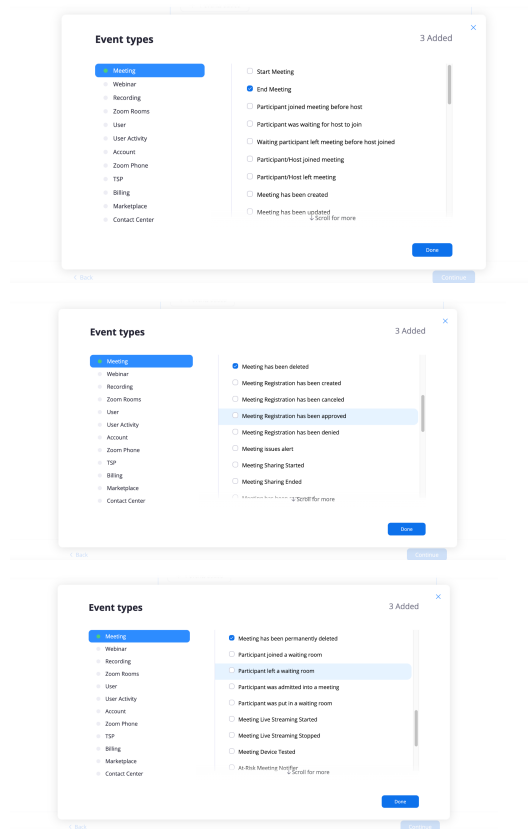 Event types
3 Added
Meeting
Webinar
Recording
Zoom Rooms
User
User Activity
Account
Zoom Phone
TSP
Billing
Marketplace
Contact Center
Start Meeting
End Meeting
Participant joined meeting before host
Participant was waiting for host to join
Waiting participant left meeting before host joined
Participant/Host joined meeting
Participant/Host left meeting
Meeting has been created
Meeting has been updated
↓ Scroll for more
Done
< Back
Continue
Event types
3 Added
Meeting
Webinar
Recording
Zoom Rooms
User
User Activity
Account
Zoom Phone
TSP
Billing
Marketplace
Contact Center
Meeting has been deleted
Meeting Registration has been created
Meeting Registration has been canceled
Meeting Registration has been approved
Meeting Registration has been denied
Meeting issues alert
Meeting Sharing Started
Meeting Sharing Ended
↓ Scroll for more
Done
< Back
Continue
Event types
3 Added
Meeting
Webinar
Recording
Zoom Rooms
User
User Activity
Account
Zoom Phone
TSP
Billing
Marketplace
Contact Center
Meeting has been permanently deleted
Participant joined a waiting room
Participant left a waiting room
Participant was admitted into a meeting
Participant was put in a waiting room
Meeting Live Streaming Started
Meeting Live Streaming Stopped
Meeting Device Tested
At-Risk Meeting Notifier
↓ Scroll for more
Done
< Back
Continue